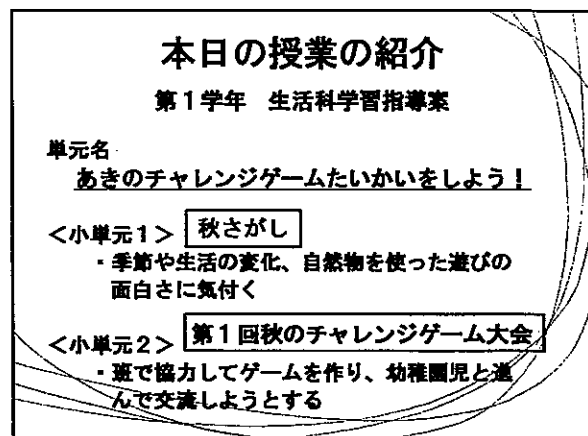 本日の授業の紹介
第1学年　生活科学習指導案
単元名
あきのチャレンジゲームたいかいをしよう！
＜小単元1＞ 秋さがし
・季節や生活の変化、自然物を使った遊びの
面白さに気付く
＜小単元2＞ 第1回秋のチャレンジゲーム大会
・班で協力してゲームを作り、幼稚園児と進
んで交流しようとする